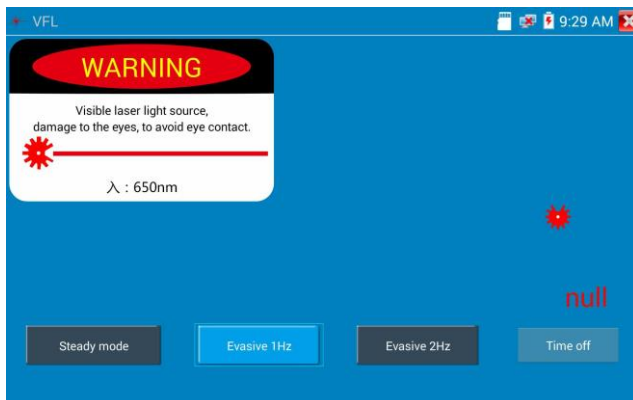 VFL
9:29 AM
WARNING
Visible laser light source,
damage to the eyes, to avoid eye contact.
入 : 650nm
null
Steady mode
Evasive 1Hz
Evasive 2Hz
Time off